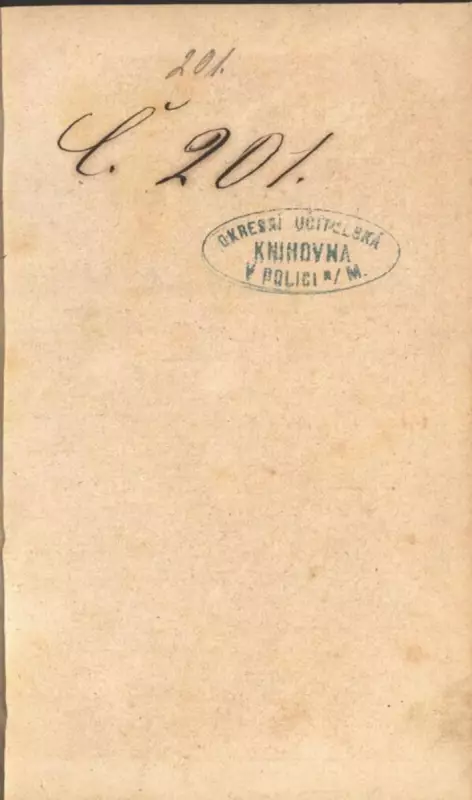 201.
Č. 201.
OKRESNÍ UČITELSKÁ
KNIHOVNA
V POLICI n/M.